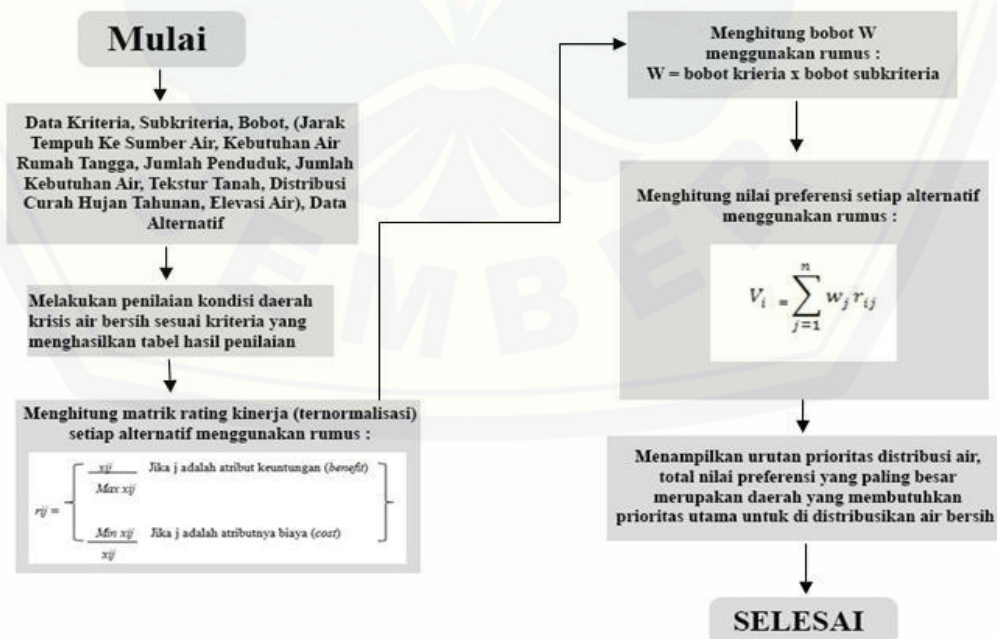 Mulai
Data Kriteria, Subkriteria, Bobot, (Jarak
Tempuh Ke Sumber Air, Kebutuhan Air
Rumah Tangga, Jumlah Penduduk, Jumlah
Kebutuhan Air, Tekstur Tanah, Distribusi
Curah Hujan Tahunan, Elevasi Air), Data
Alternatif
Melakukan penilaian kondisi daerah
krisis air bersih sesuai kriteria yang
menghasilkan tabel hasil penilaian
Menghitung matrik rating kinerja (ternormalisasi)
setiap alternatif menggunakan rumus :
xij Jika j adalah atribut keuntungan (benefit)
Max xij
rij =
Min xij Jika j adalah atributnya biaya (cost)
xij
Menghitung bobot W
menggunakan rumus :
W = bobot krieria x bobot subkriteria
Menghitung nilai preferensi setiap alternatif
menggunakan rumus :
n
V_i = ∑ w_j r_ij
j=1
Menampilkan urutan prioritas distribusi air,
total nilai preferensi yang paling besar
merupakan daerah yang membutuhkan
prioritas utama untuk di distribusikan air bersih
SELESAI
EMBER